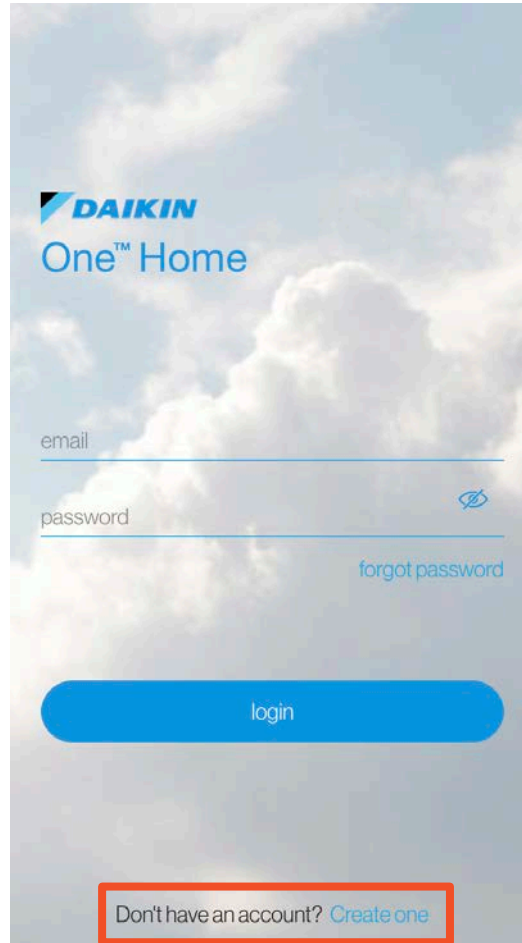 DAIKIN
One™ Home
email
password
forgot password
login
Don't have an account? Create one